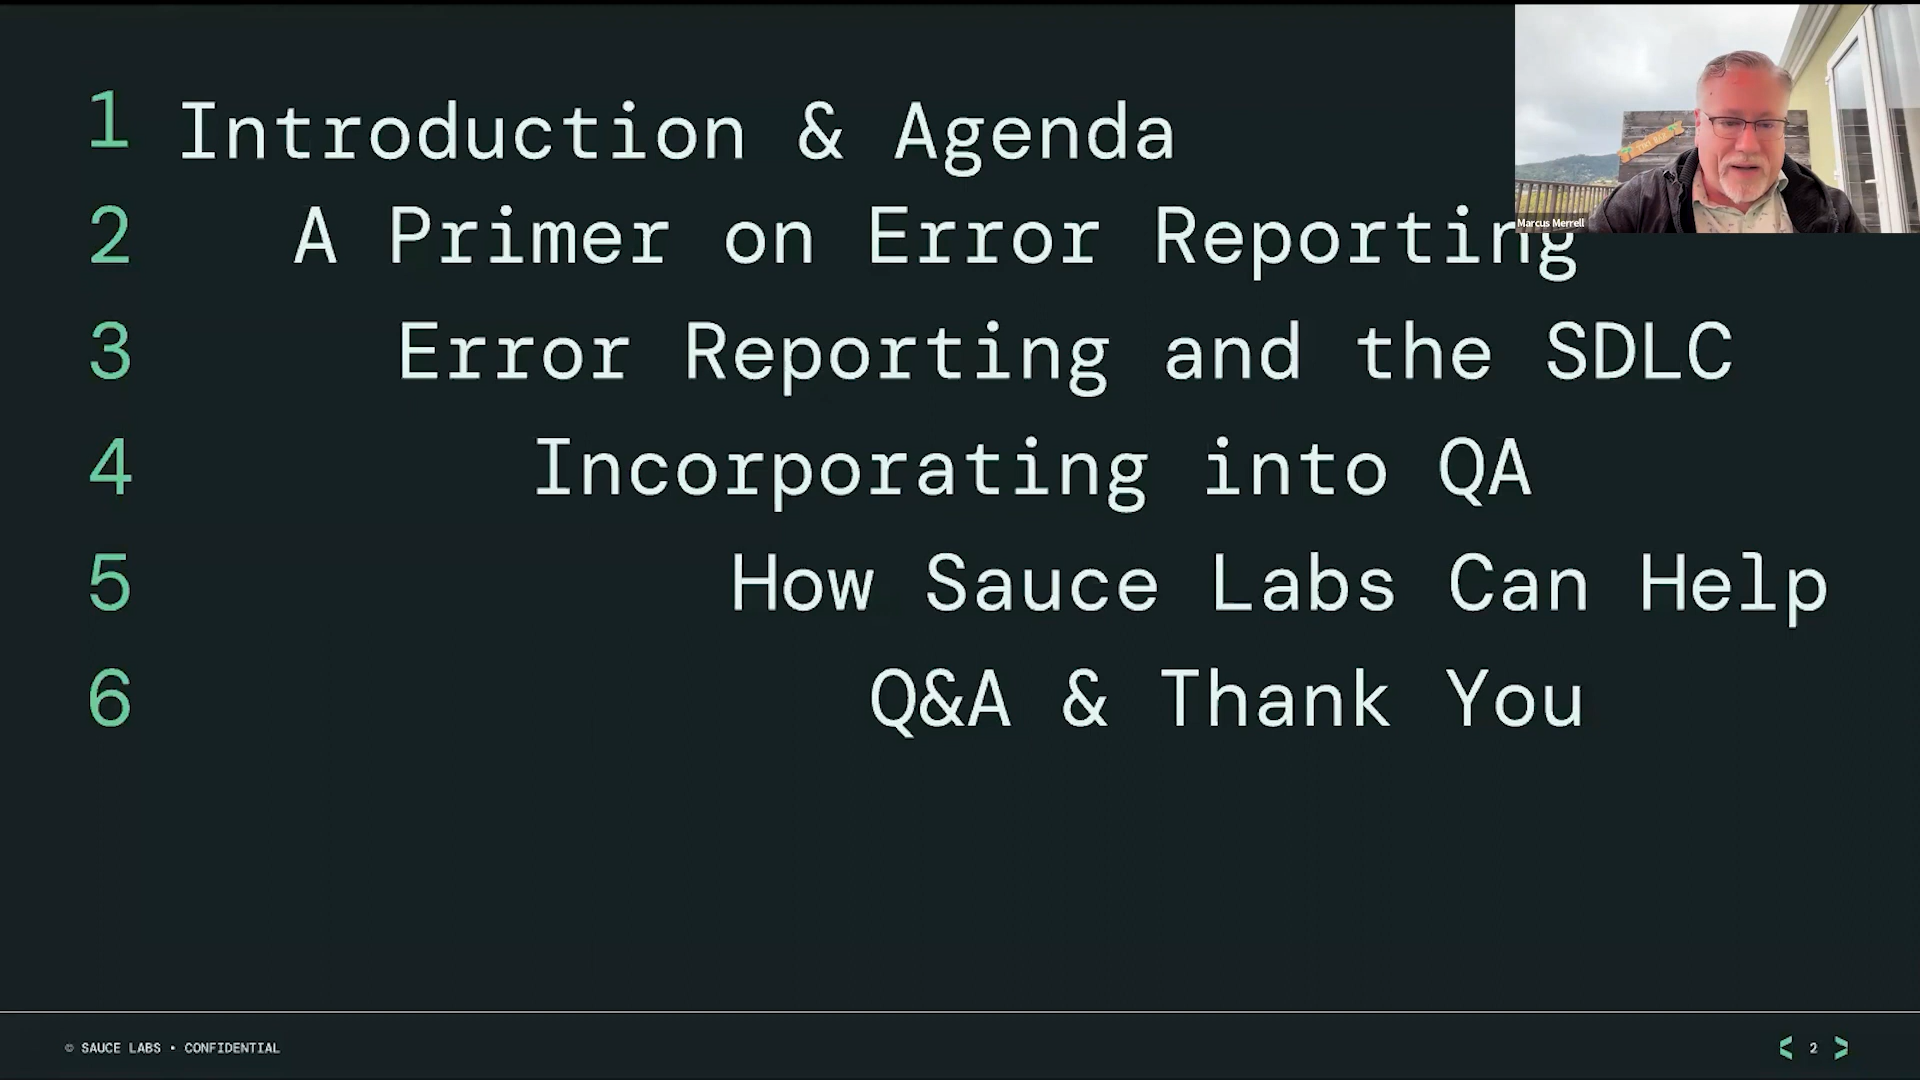 1 Introduction & Agenda
2 A Primer on Error Reporting
3 Error Reporting and the SDLC
4 Incorporating into QA
5 How Sauce Labs Can Help
6 Q&A & Thank You
Marcus Merrell
© SAUCE LABS • CONFIDENTIAL
< 2 >